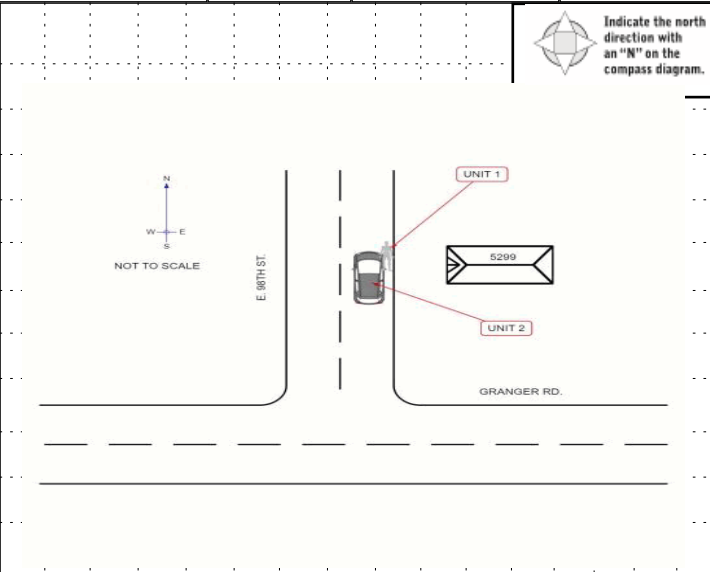 Indicate the north
direction with
an “N” on the
compass diagram.
N
W E
S
NOT TO SCALE
E. 98TH ST.
UNIT 1
5299
UNIT 2
GRANGER RD.